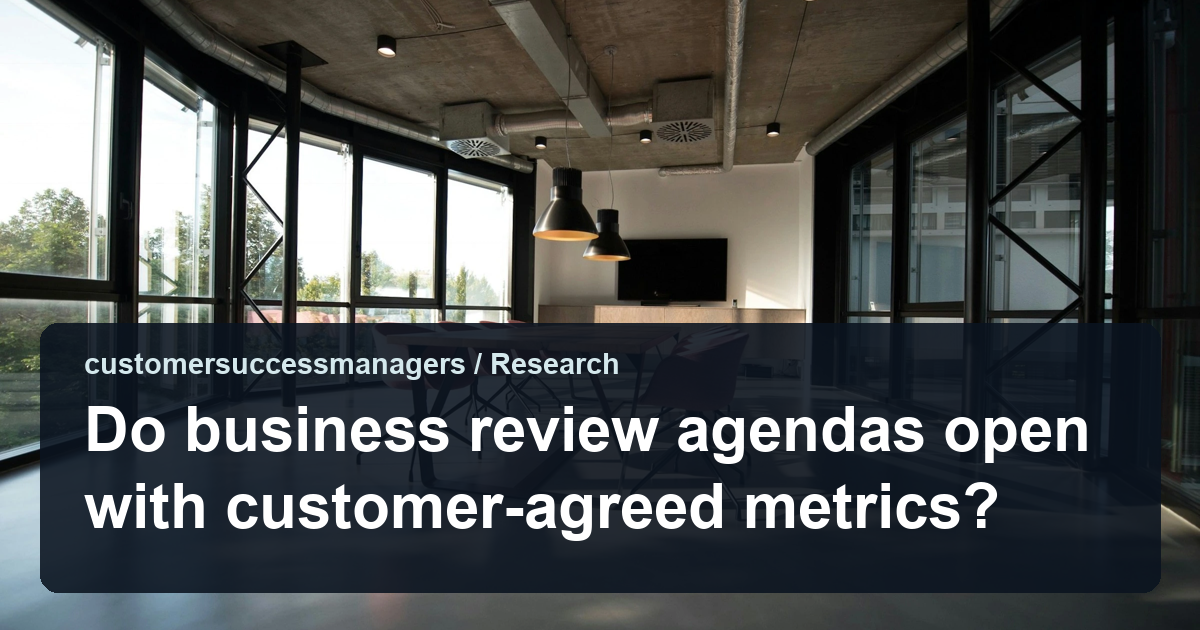 customersuccessmanagers / Research
Do business review agendas open
with customer-agreed metrics?